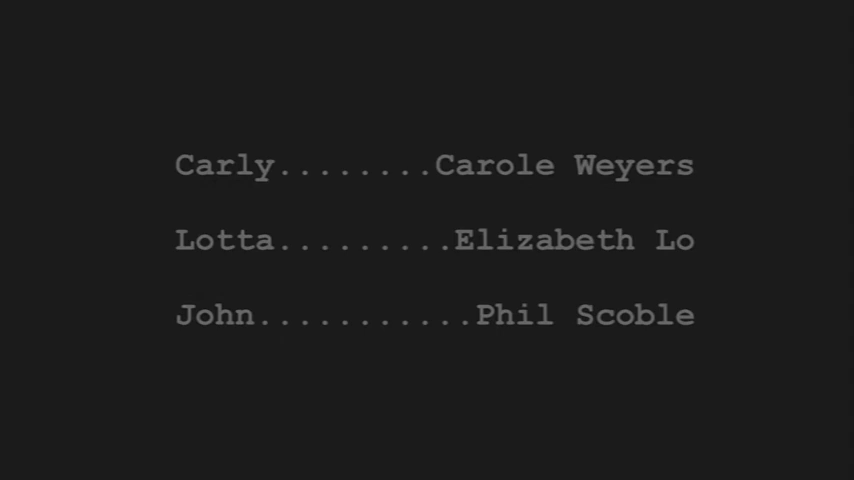 Carly........Carole Weyers
Lotta.........Elizabeth Lo
John...........Phil Scoble